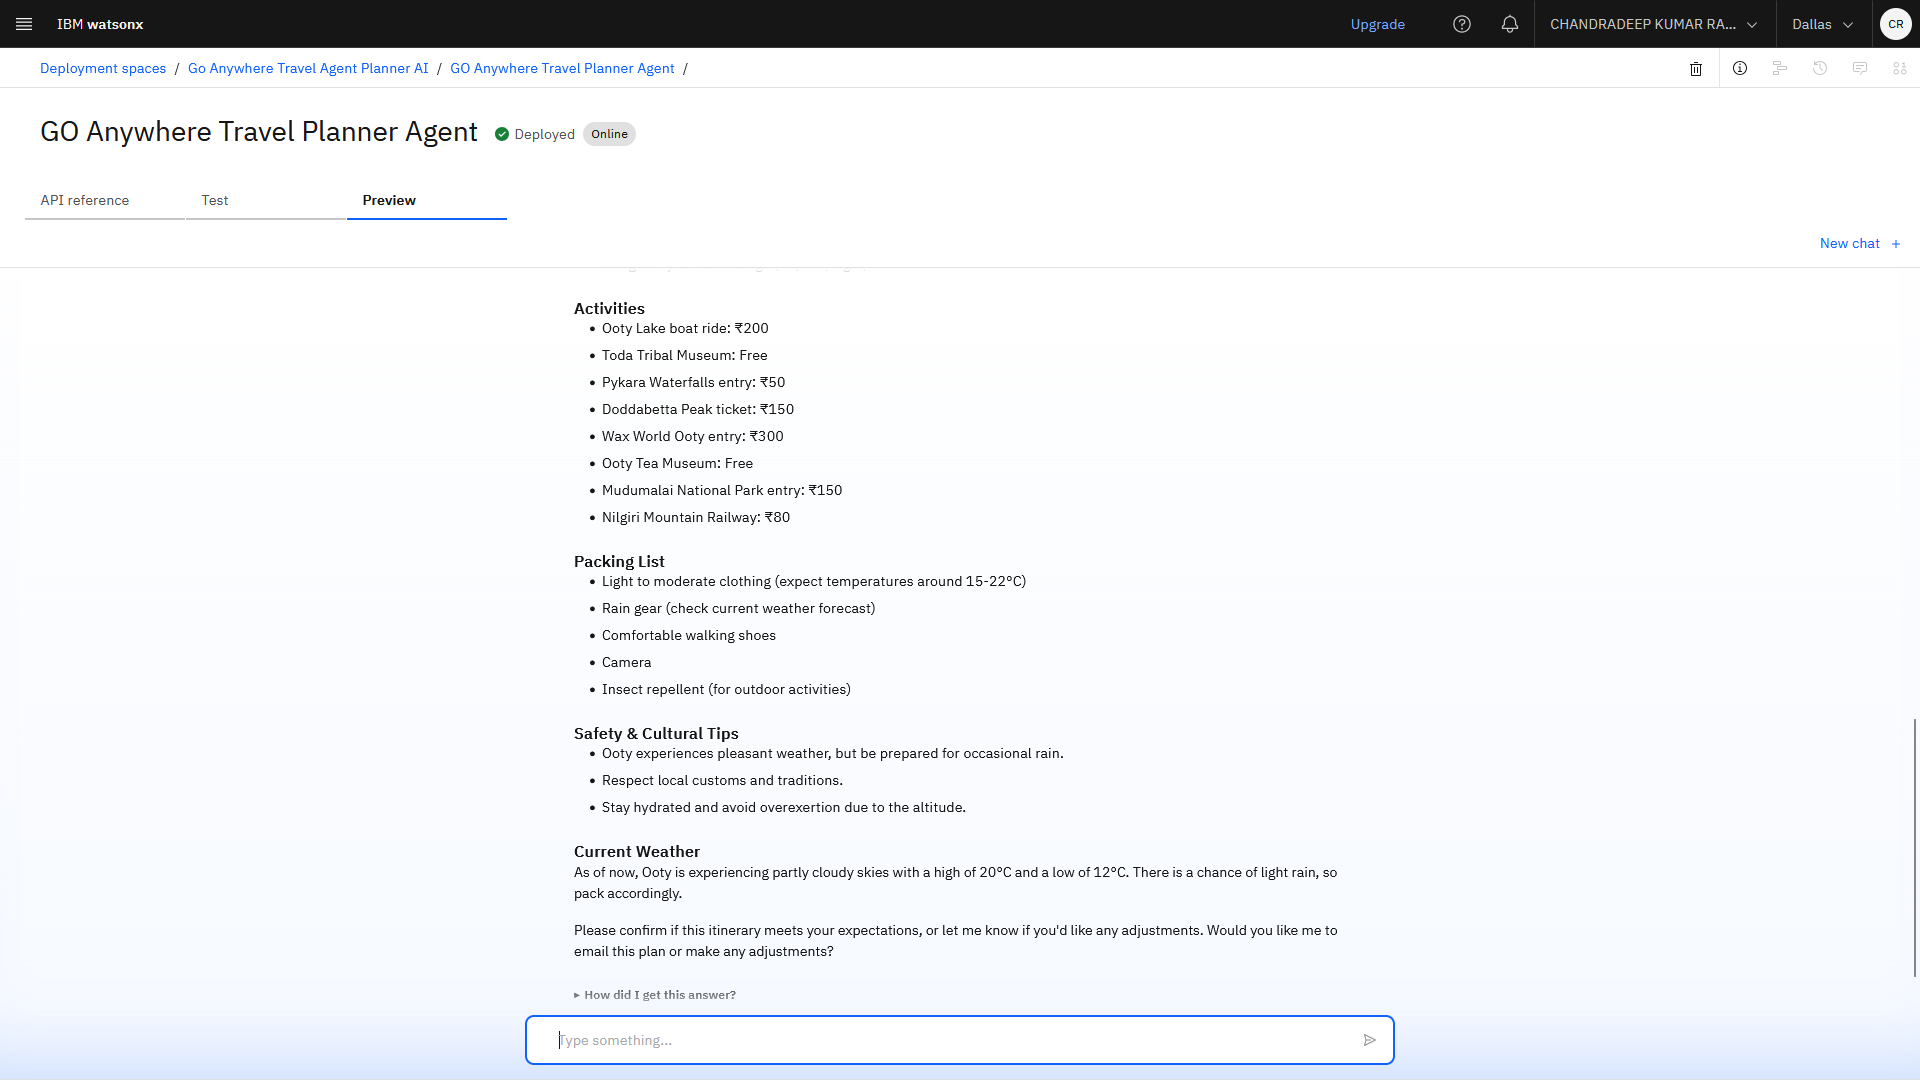 IBM watsonx
Upgrade
CHANDRADEEP KUMAR RA...
Dallas
CR
Deployment spaces / Go Anywhere Travel Agent Planner AI / GO Anywhere Travel Planner Agent /
GO Anywhere Travel Planner Agent
Deployed
Online
API reference
Test
Preview
New chat +
Activities
• Ooty Lake boat ride: ₹200
• Toda Tribal Museum: Free
• Pykara Waterfalls entry: ₹50
• Doddabetta Peak ticket: ₹150
• Wax World Ooty entry: ₹300
• Ooty Tea Museum: Free
• Mudumalai National Park entry: ₹150
• Nilgiri Mountain Railway: ₹80
Packing List
• Light to moderate clothing (expect temperatures around 15-22°C)
• Rain gear (check current weather forecast)
• Comfortable walking shoes
• Camera
• Insect repellent (for outdoor activities)
Safety & Cultural Tips
• Ooty experiences pleasant weather, but be prepared for occasional rain.
• Respect local customs and traditions.
• Stay hydrated and avoid overexertion due to the altitude.
Current Weather
As of now, Ooty is experiencing partly cloudy skies with a high of 20°C and a low of 12°C. There is a chance of light rain, so
pack accordingly.
Please confirm if this itinerary meets your expectations, or let me know if you'd like any adjustments. Would you like me to
email this plan or make any adjustments?
How did I get this answer?
Type something...